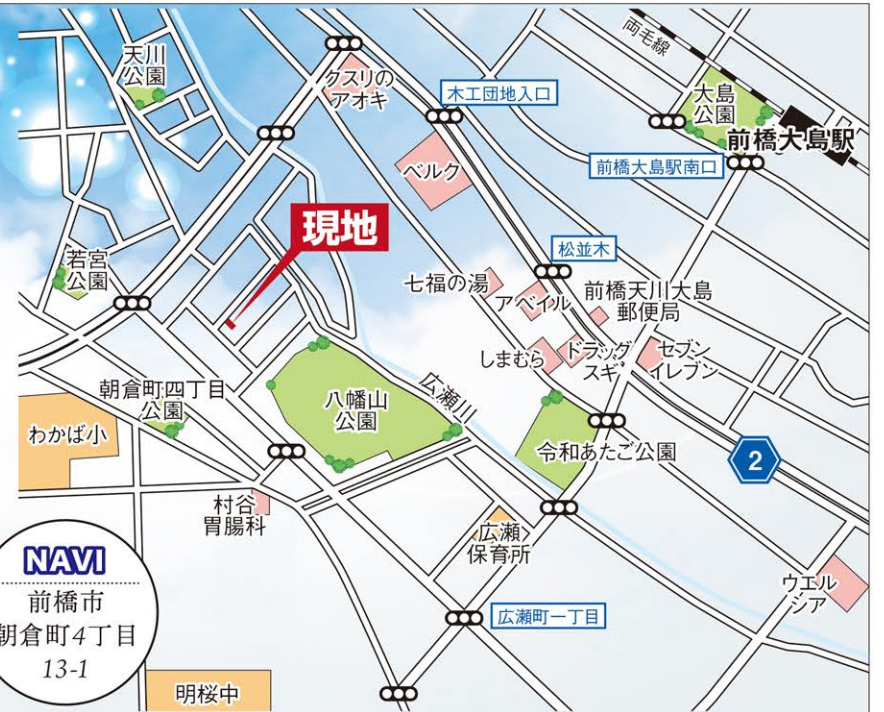 両毛線
天川
公園
クスリの
アオキ
木工団地入口
大島
公園
前橋大島駅
ベルク
前橋大島駅南口
現地
松並木
若宮
公園
七福の湯
アベイル
前橋天川大島
郵便局
しまむら
ドラッグ
スギ
セブン
イレブン
朝倉町四丁目
公園
八幡山
公園
広瀬川
わかば小
令和あたご公園
2
村谷
胃腸科
広瀬
保育所
NAVI
前橋市
朝倉町4丁目
13-1
ウエル
シア
広瀬町一丁目
明桜中